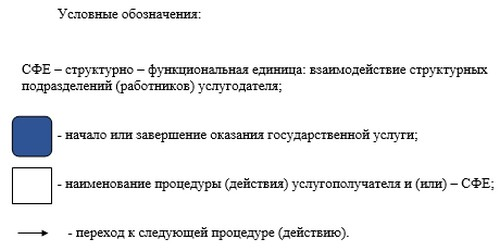 Условные обозначения:
СФЕ – структурно – функциональная единица: взаимодействие структурных
подразделений (работников) услугодателя;
- начало или завершение оказания государственной услуги;
- наименование процедуры (действия) услугополучателя и (или) – СФЕ;
- переход к следующей процедуре (действию).